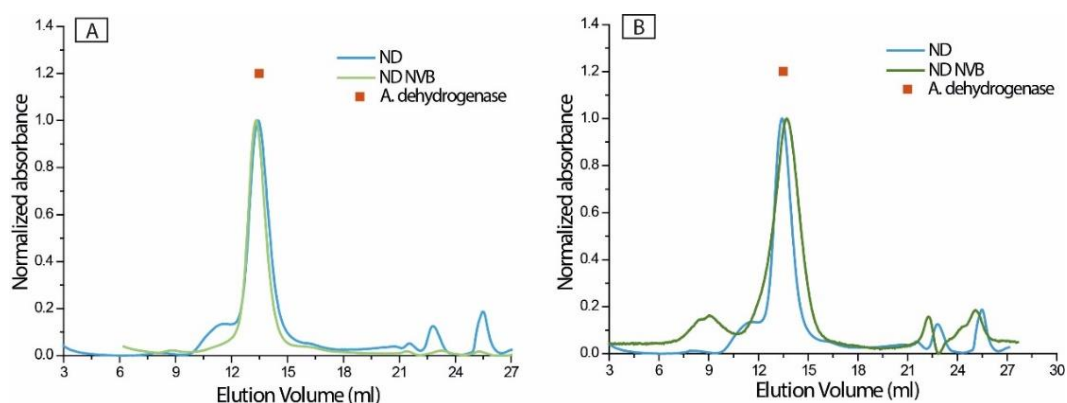 A
ND
ND NVB
A. dehydrogenase
Normalized absorbance
1.4
1.2
1.0
0.8
0.6
0.4
0.2
0.0
3 6 9 12 15 18 21 24 27
Elution Volume (ml)
B
ND
ND NVB
A. dehydrogenase
Normalized absorbance
1.4
1.2
1.0
0.8
0.6
0.4
0.2
0.0
3 6 9 12 15 18 21 24 27 30
Elution Volume (ml)